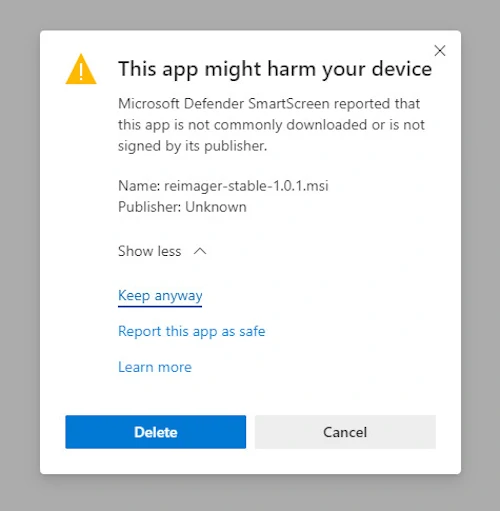 This app might harm your device
Microsoft Defender SmartScreen reported that
this app is not commonly downloaded or is not
signed by its publisher.
Name: reimager-stable-1.0.1.msi
Publisher: Unknown
Show less
Keep anyway
Report this app as safe
Learn more
Delete
Cancel